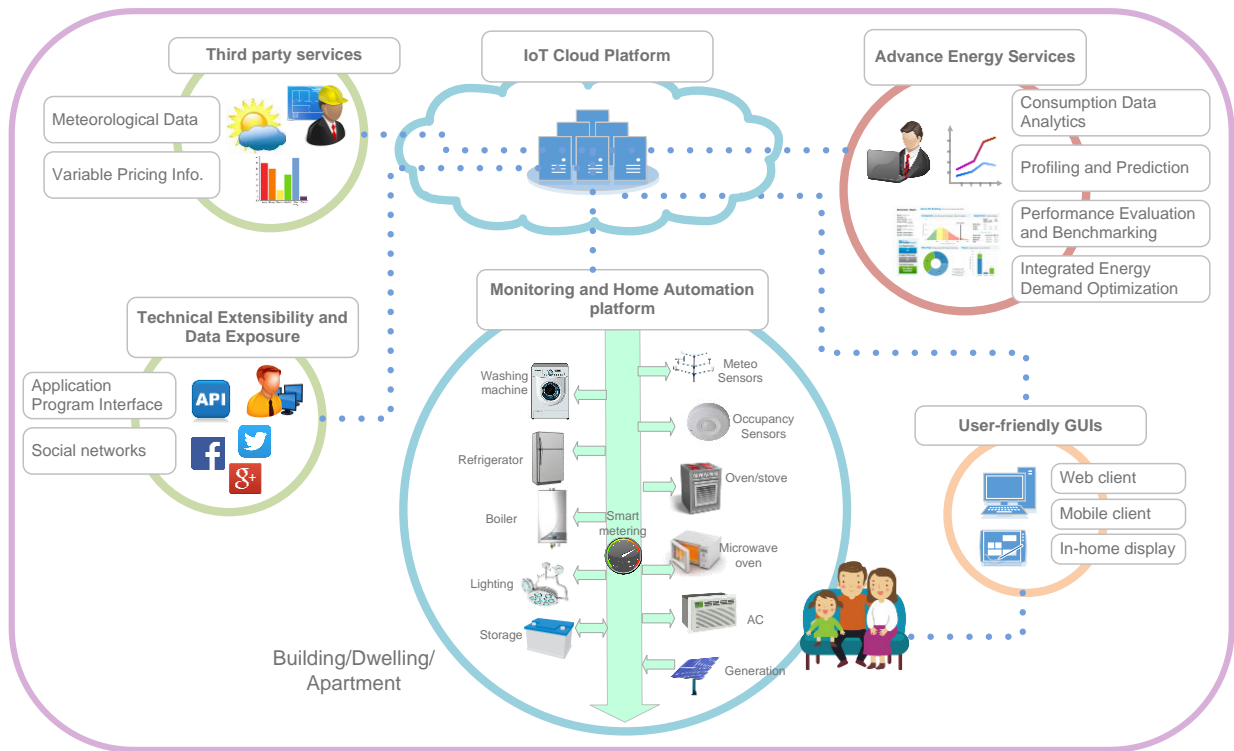 Third party services
IoT Cloud Platform
Advance Energy Services
Meteorological Data
Variable Pricing Info.
Consumption Data
Analytics
Profiling and Prediction
Performance Evaluation
and Benchmarking
Integrated Energy
Demand Optimization
Monitoring and Home Automation
platform
Technical Extensibility and
Data Exposure
Application
Program Interface
API
Social networks
g+
Washing
machine
Meteo
Sensors
Occupancy
Sensors
Refrigerator
Oven/stove
Boiler
Smart
metering
Microwave
oven
Lighting
AC
Storage
Generation
User-friendly GUIs
Web client
Mobile client
In-home display
Building/Dwelling/
Apartment